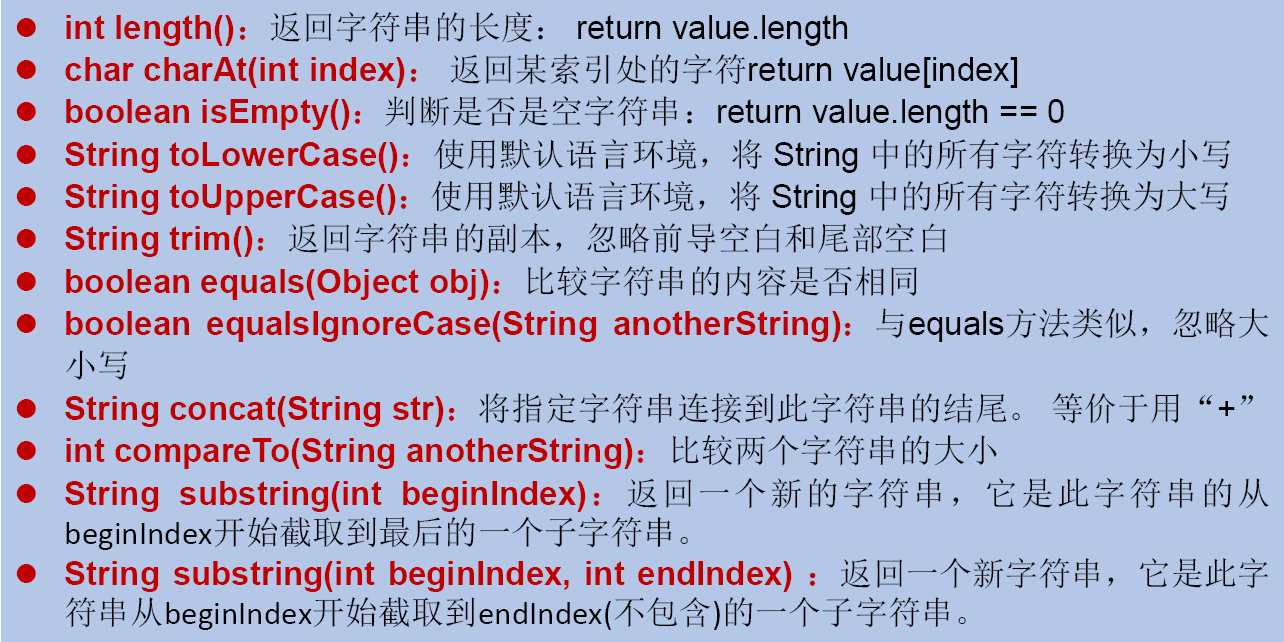 ● int length()：返回字符串的长度： return value.length
● char charAt(int index)： 返回某索引处的字符return value[index]
● boolean isEmpty()：判断是否是空字符串：return value.length == 0
● String toLowerCase()：使用默认语言环境，将 String 中的所有字符转换为小写
● String toUpperCase()：使用默认语言环境，将 String 中的所有字符转换为大写
● String trim()：返回字符串的副本，忽略前导空白和尾部空白
● boolean equals(Object obj)：比较字符串的内容是否相同
● boolean equalsIgnoreCase(String anotherString)：与equals方法类似，忽略大
小写
● String concat(String str)：将指定字符串连接到此字符串的结尾。 等价于用“+”
● int compareTo(String anotherString)：比较两个字符串的大小
● String substring(int beginIndex)：返回一个新的字符串，它是此字符串的从
beginIndex开始截取到最后的一个子字符串。
● String substring(int beginIndex, int endIndex) ：返回一个新字符串，它是此字
符串从beginIndex开始截取到endIndex(不包含)的一个子字符串。